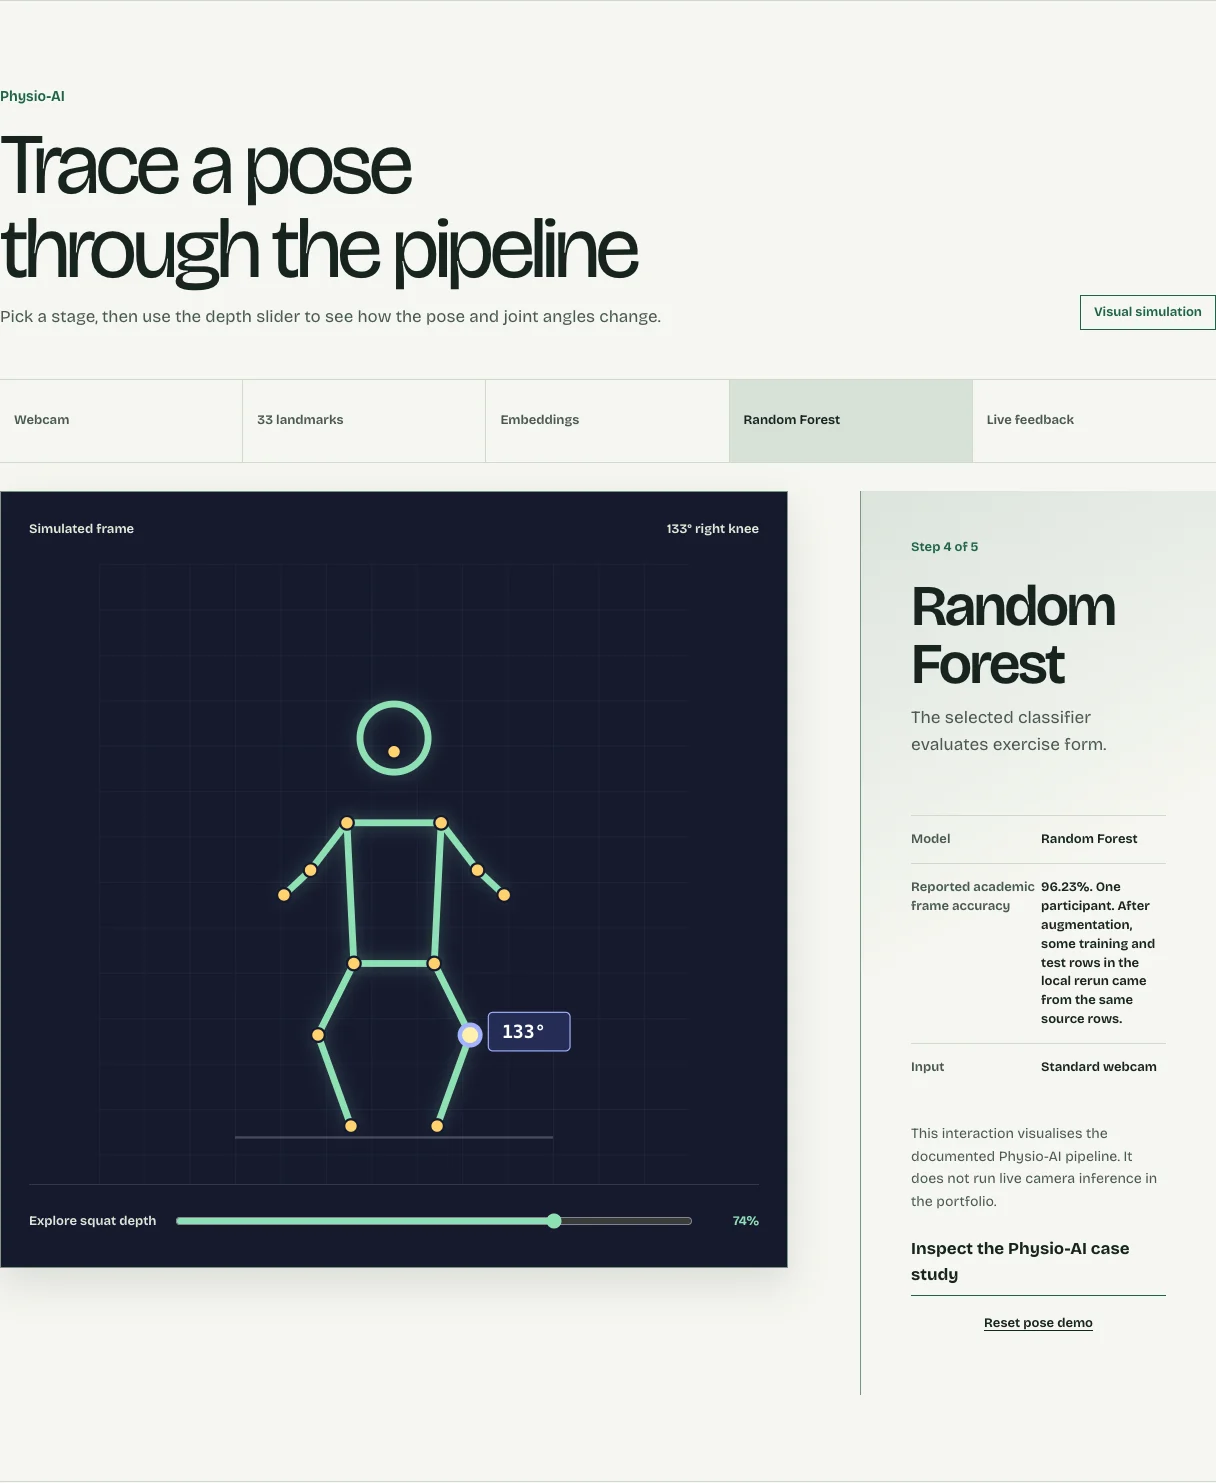 Physio-AI
Trace a pose
through the pipeline
Pick a stage, then use the depth slider to see how the pose and joint angles change.
Visual simulation
Webcam
33 landmarks
Embeddings
Random Forest
Live feedback
Simulated frame
133° right knee
133°
Explore squat depth
74%
Step 4 of 5
Random
Forest
The selected classifier
evaluates exercise form.
Model
Random Forest
Reported academic
frame accuracy
96.23%. One
participant. After
augmentation,
some training and
test rows in the
local rerun came
from the same
source rows.
Input
Standard webcam
This interaction visualises the
documented Physio-AI pipeline. It
does not run live camera inference in
the portfolio.
Inspect the Physio-AI case
study
Reset pose demo